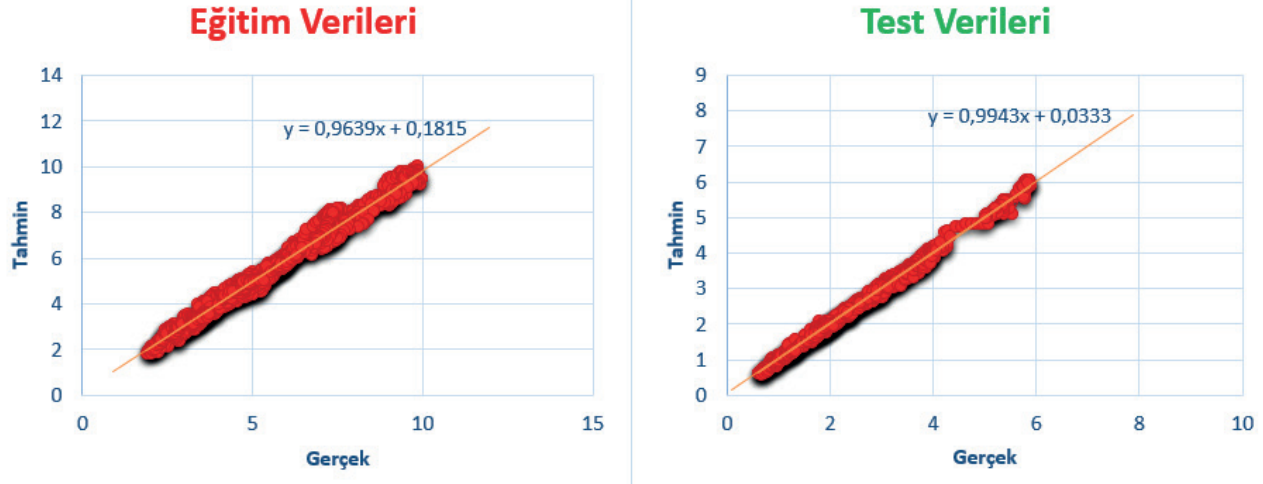 Eğitim Verileri
14
12
10
8
6
4
2
0
y = 0,9639x + 0,1815
0 5 10 15
Tahmin
Gerçek
Test Verileri
9
8
7
6
5
4
3
2
1
0
y = 0,9943x + 0,0333
0 2 4 6 8 10
Tahmin
Gerçek